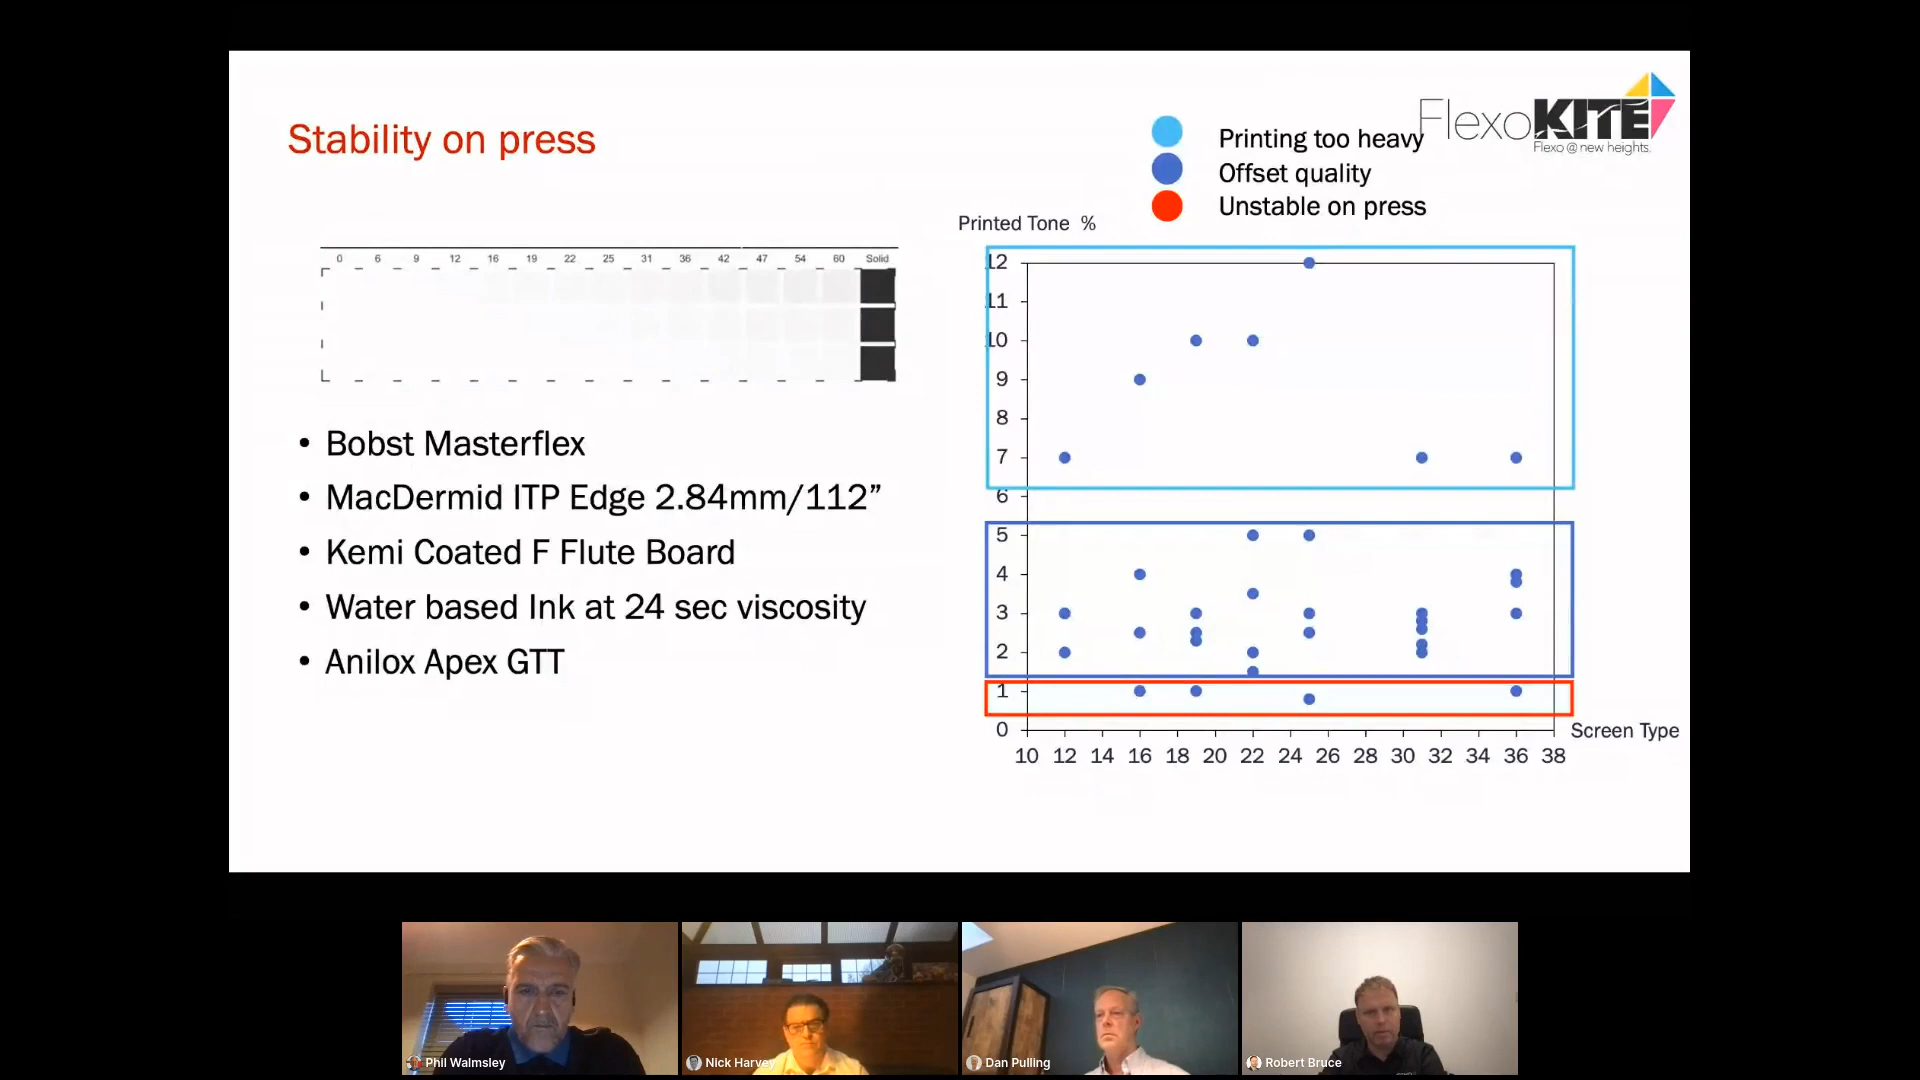 Stability on press
Printing too heavy
Offset quality
Unstable on press
FlexoKITE
Flexo @ new heights.
0 6 9 12 16 19 22 25 31 36 42 47 54 60 Solid
• Bobst Masterflex
• MacDermid ITP Edge 2.84mm/112”
• Kemi Coated F Flute Board
• Water based Ink at 24 sec viscosity
• Anilox Apex GTT
Printed Tone %
12
11
10
9
8
7
6
5
4
3
2
1
0
10 12 14 16 18 20 22 24 26 28 30 32 34 36 38
Screen Type
Phil Walmsley
Nick Harvey
Dan Pulling
Robert Bruce